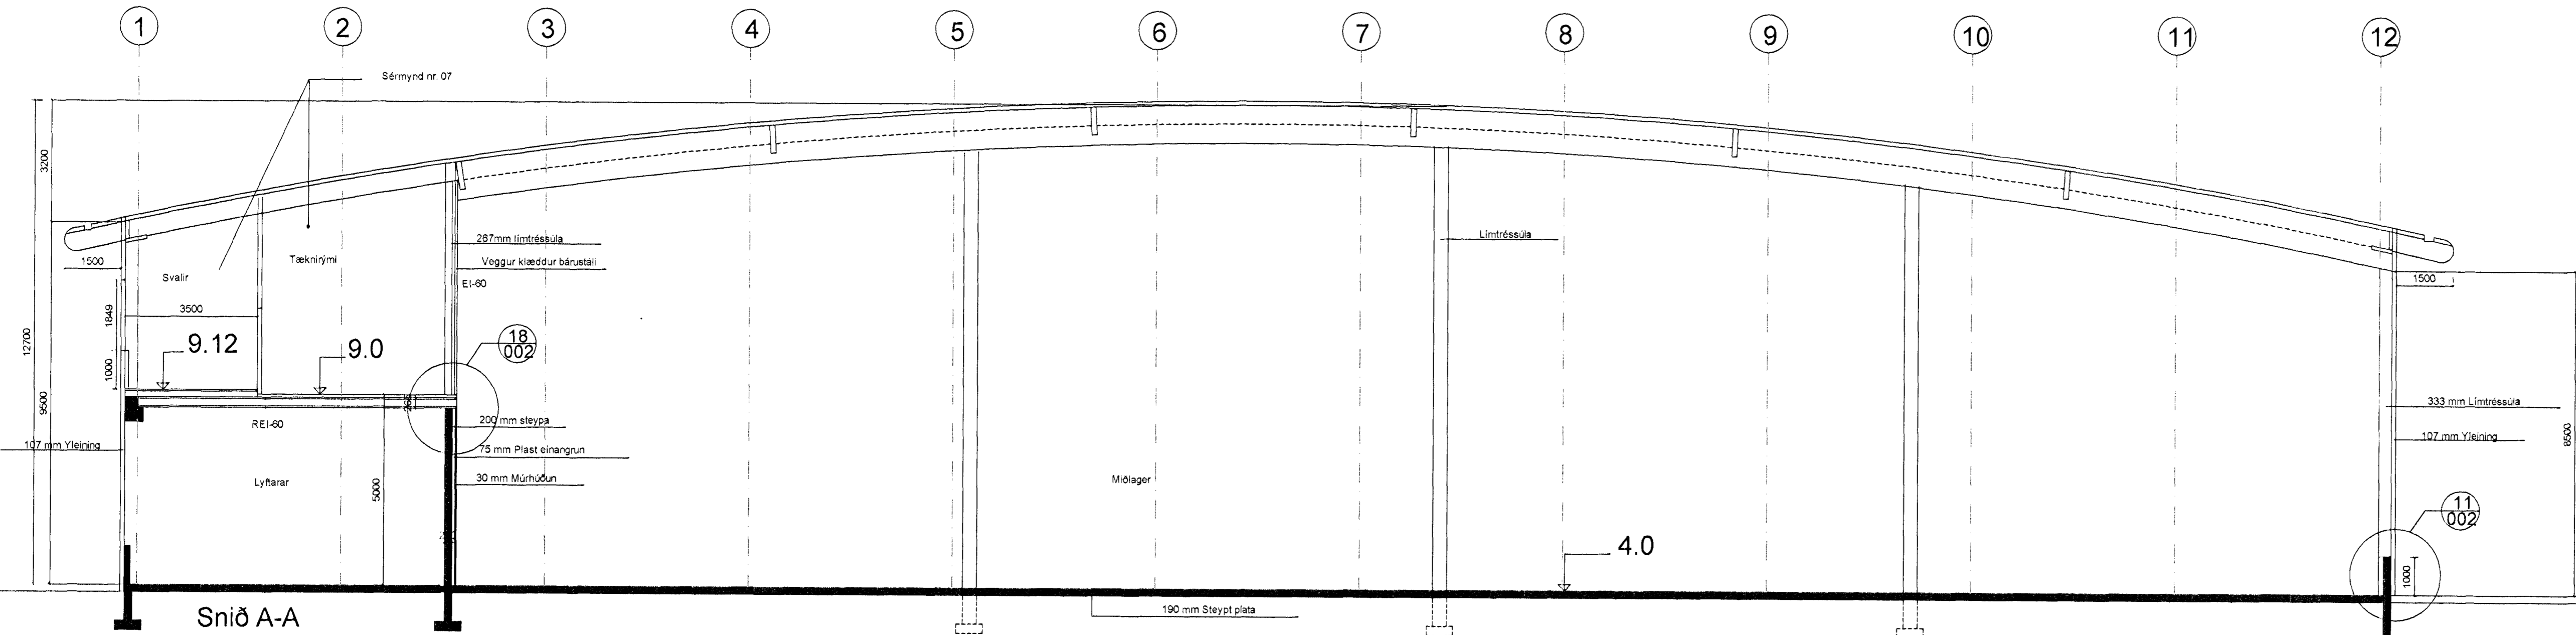 1 2 3 4 5 6 7 8 9 10 11 12
Sérmynd nr. 07
3200
12700
9500
1500
Svalir
Tæknirými
267mm límtréssúla
Veggur klæddur bárustáli
EI-60
Límtréssúla
1500
1849
3500
9.12
9.0
18
002
1000
265
REI-60
200 mm steypa
107 mm Yleining
75 mm Plast einangrun
333 mm Límtréssúla
107 mm Yleining
8500
Lyftarar
5000
30 mm Múrhúðun
Miðlager
11
002
4.0
1000
190 mm Steypt plata
Snið A-A